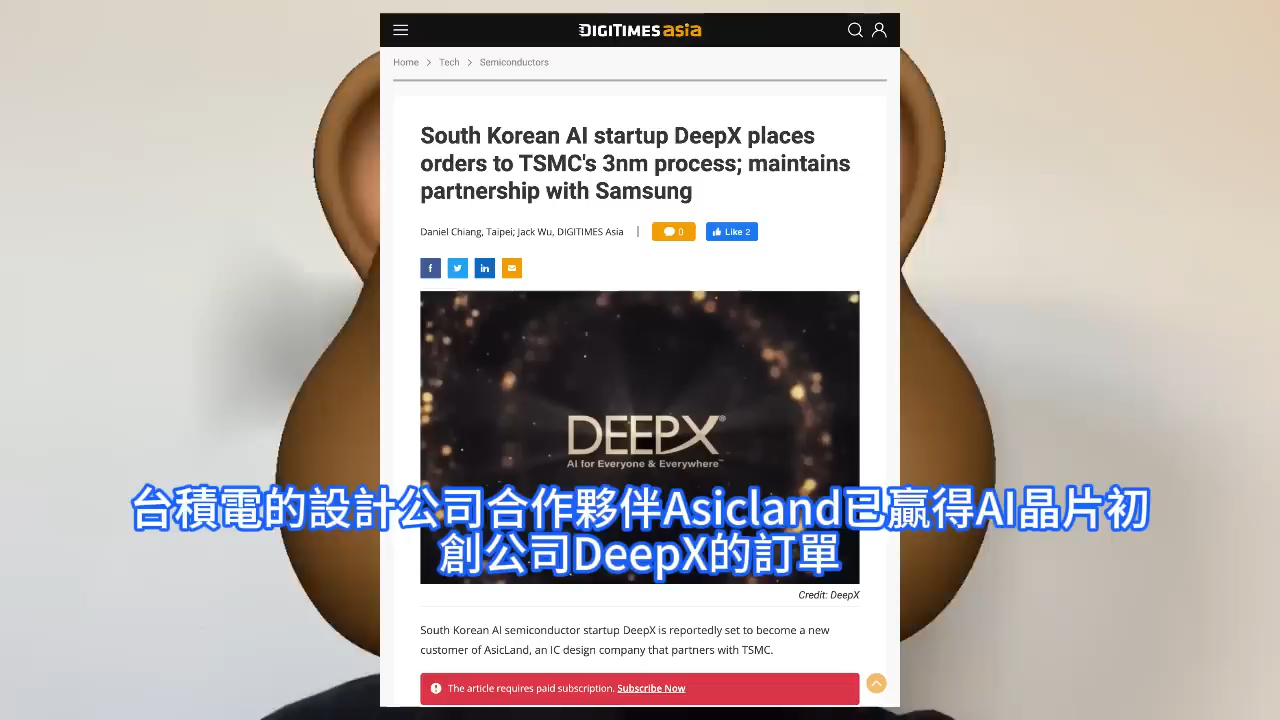 DIGITIMES asia
Home > Tech > Semiconductors
South Korean AI startup DeepX places
orders to TSMC's 3nm process; maintains
partnership with Samsung
Daniel Chiang, Taipei; Jack Wu, DIGITIMES Asia | 0 Like 2
DEEPX®
AI for Everyone & Everywhere™
台積電的設計公司合作夥伴Asicland已贏得AI晶片初
創公司DeepX的訂單
Credit: DeepX
South Korean AI semiconductor startup DeepX is reportedly set to become a new
customer of AsicLand, an IC design company that partners with TSMC.
The article requires paid subscription. Subscribe Now